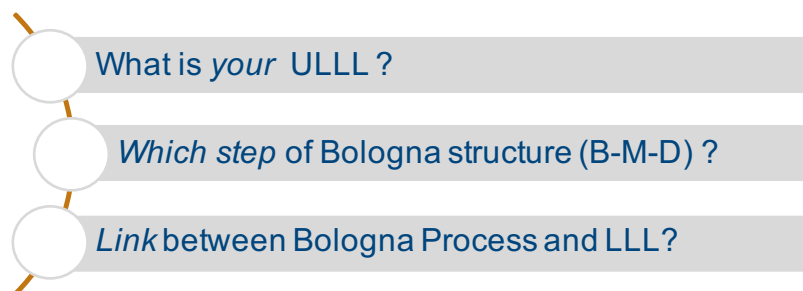 What is your ULLL ?
Which step of Bologna structure (B-M-D) ?
Link between Bologna Process and LLL?